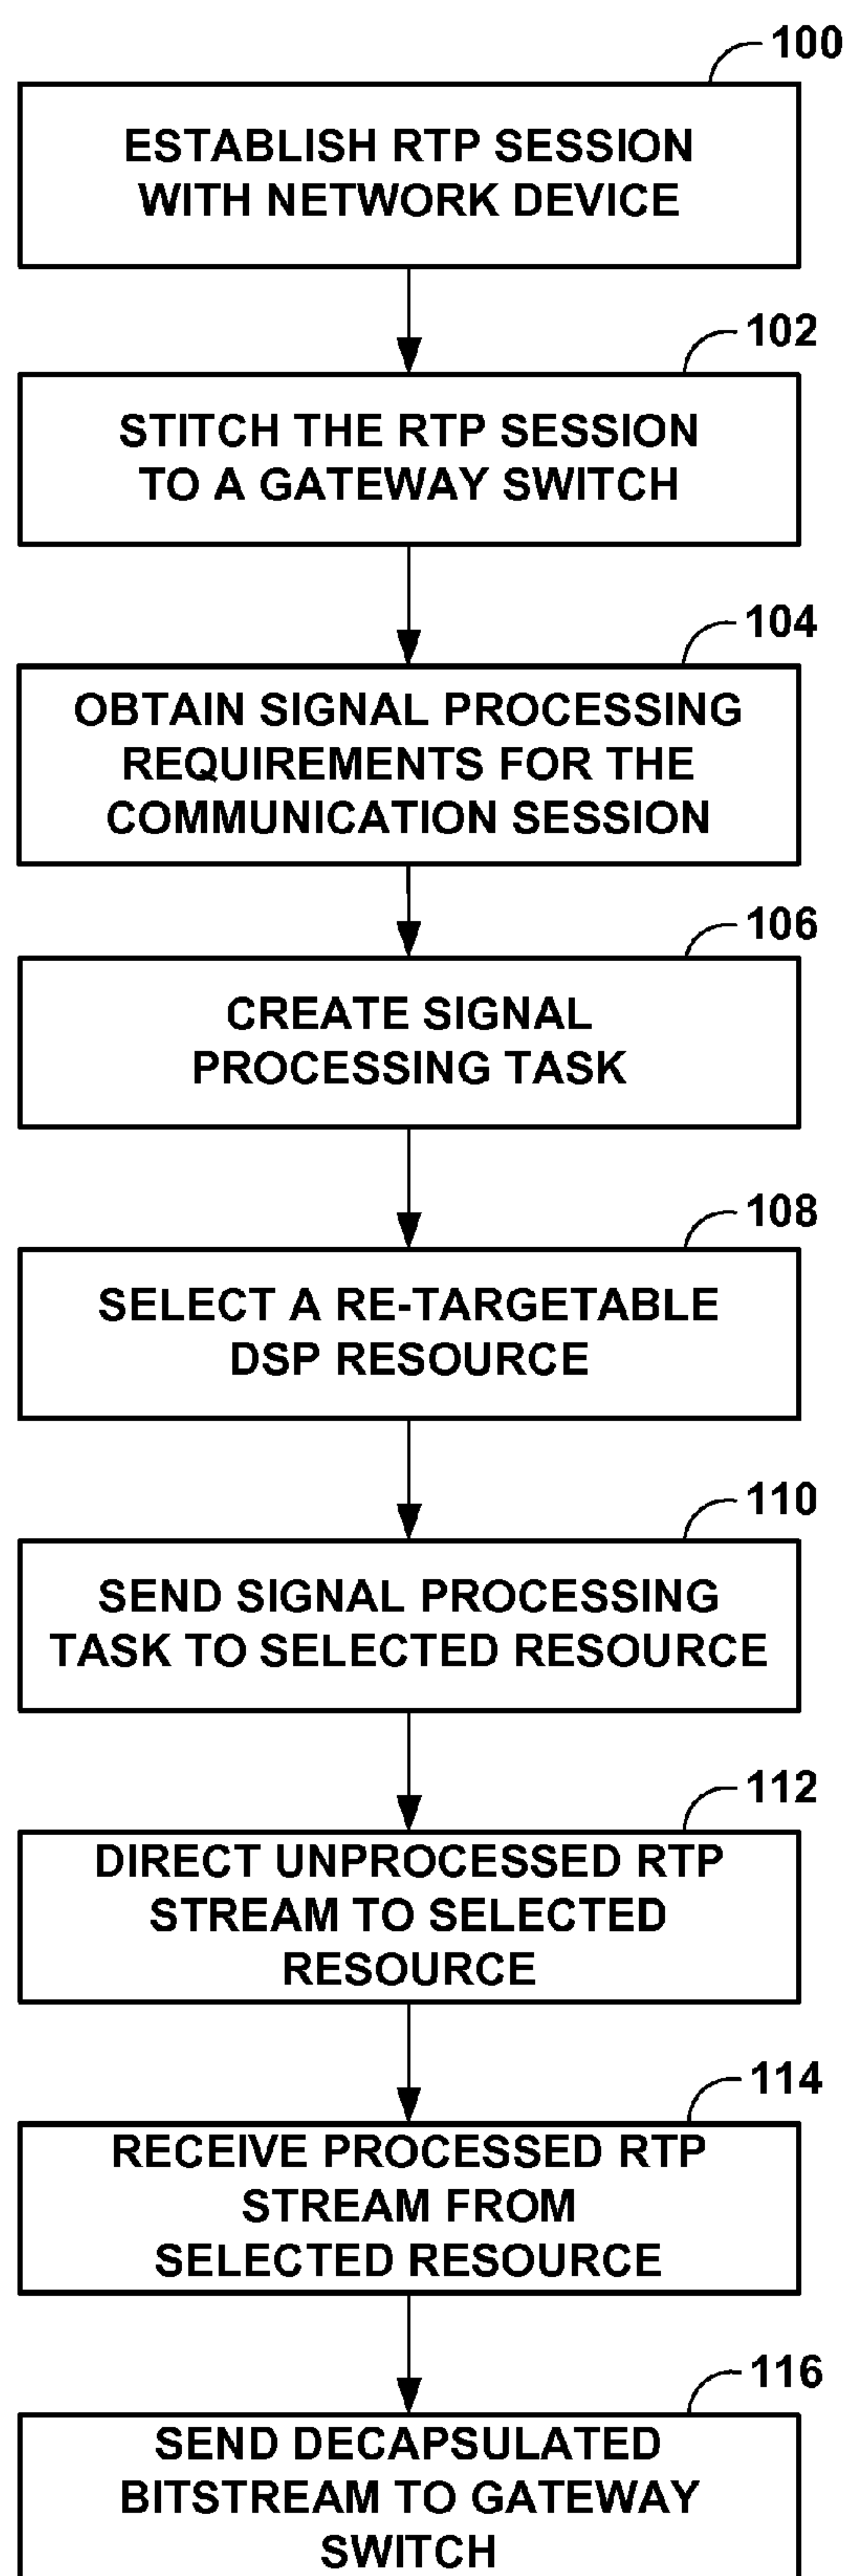 100
ESTABLISH RTP SESSION
WITH NETWORK DEVICE
102
STITCH THE RTP SESSION
TO A GATEWAY SWITCH
104
OBTAIN SIGNAL PROCESSING
REQUIREMENTS FOR THE
COMMUNICATION SESSION
106
CREATE SIGNAL
PROCESSING TASK
108
SELECT A RE-TARGETABLE
DSP RESOURCE
110
SEND SIGNAL PROCESSING
TASK TO SELECTED RESOURCE
112
DIRECT UNPROCESSED RTP
STREAM TO SELECTED
RESOURCE
114
RECEIVE PROCESSED RTP
STREAM FROM
SELECTED RESOURCE
116
SEND DECAPSULATED
BITSTREAM TO GATEWAY
SWITCH